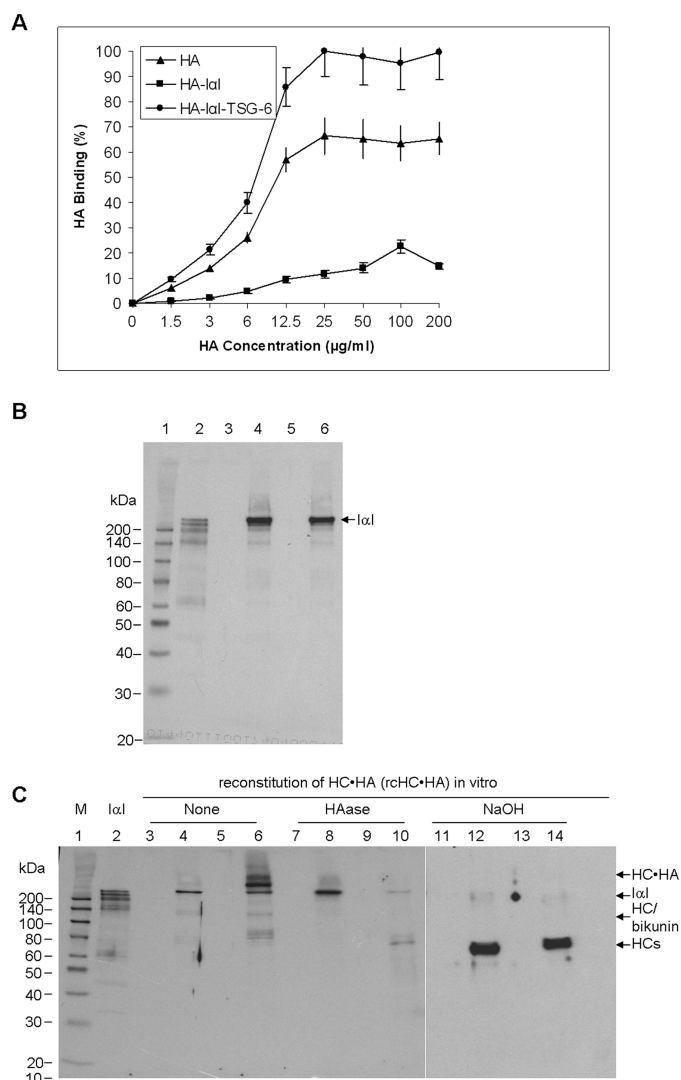 A
100
90
80
70
60
50
40
30
20
10
0
HA Binding (%)
HA
HA-IαI
HA-IαI-TSG-6
0 1.5 3 6 12.5 25 50 100 200
HA Concentration (µg/ml)
B
1 2 3 4 5 6
kDa
200
140
100
80
60
50
40
30
20
IαI
reconstitution of HC•HA (rcHC•HA) in vitro
C
M IαI None HAase NaOH
1 2 3 4 5 6 7 8 9 10 11 12 13 14
kDa
200
140
100
80
60
50
40
30
20
10
HC•HA
IαI
HC/
bikunin
HCs